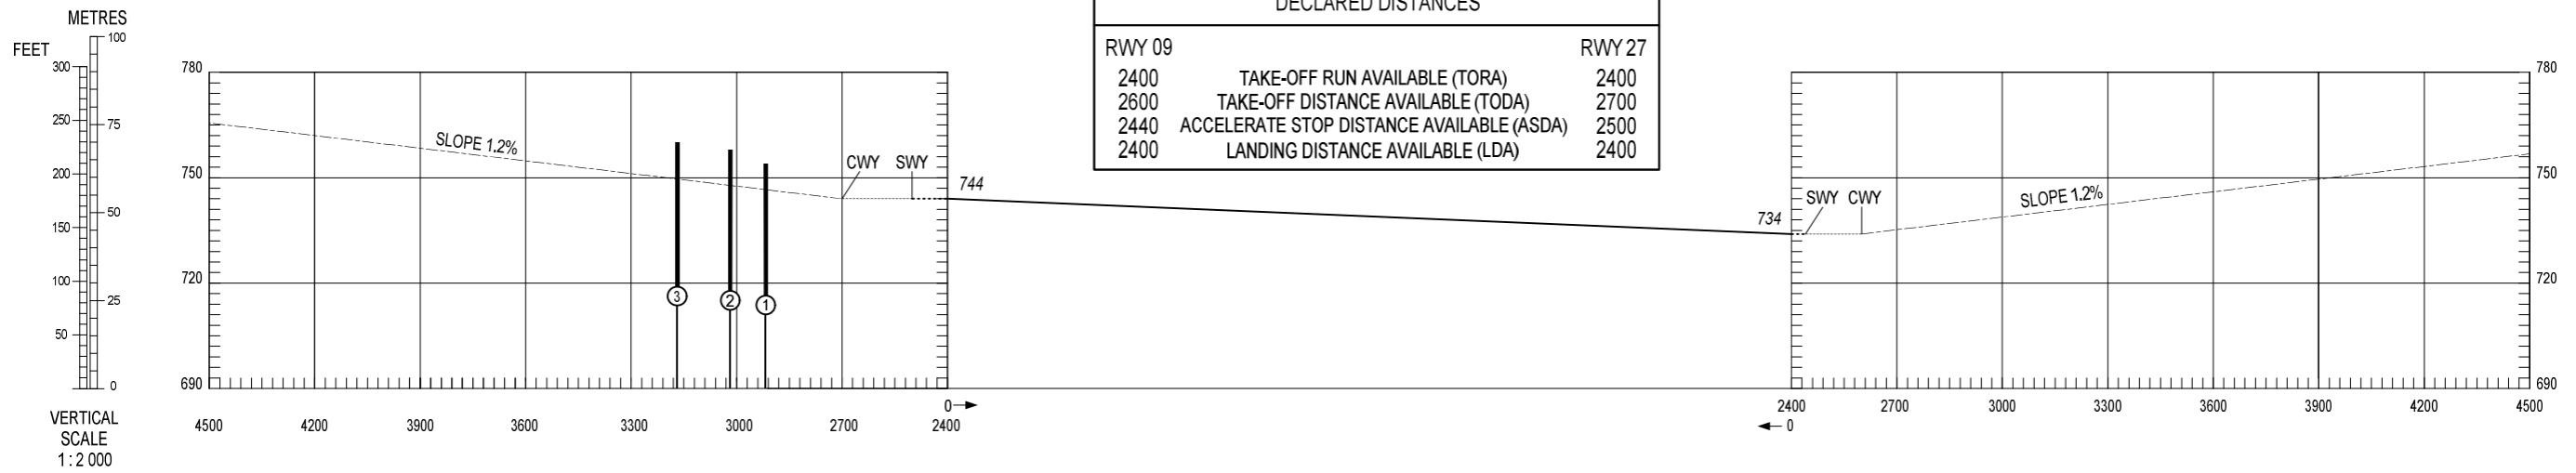 DECLARED DISTANCES
RWY 09 RWY 27
2400 TAKE-OFF RUN AVAILABLE (TORA) 2400
2600 TAKE-OFF DISTANCE AVAILABLE (TODA) 2700
2440 ACCELERATE STOP DISTANCE AVAILABLE (ASDA) 2500
2400 LANDING DISTANCE AVAILABLE (LDA) 2400
METRES
FEET
100
300
250
75
200
50
150
100
25
50
0
VERTICAL
SCALE
1 : 2 000
780
750
720
690
SLOPE 1.2%
CWY SWY
744
3 2 1
4500 4200 3900 3600 3300 3000 2700 2400
0
734
SWY CWY
SLOPE 1.2%
780
750
720
690
2400 2700 3000 3300 3600 3900 4200 4500
0